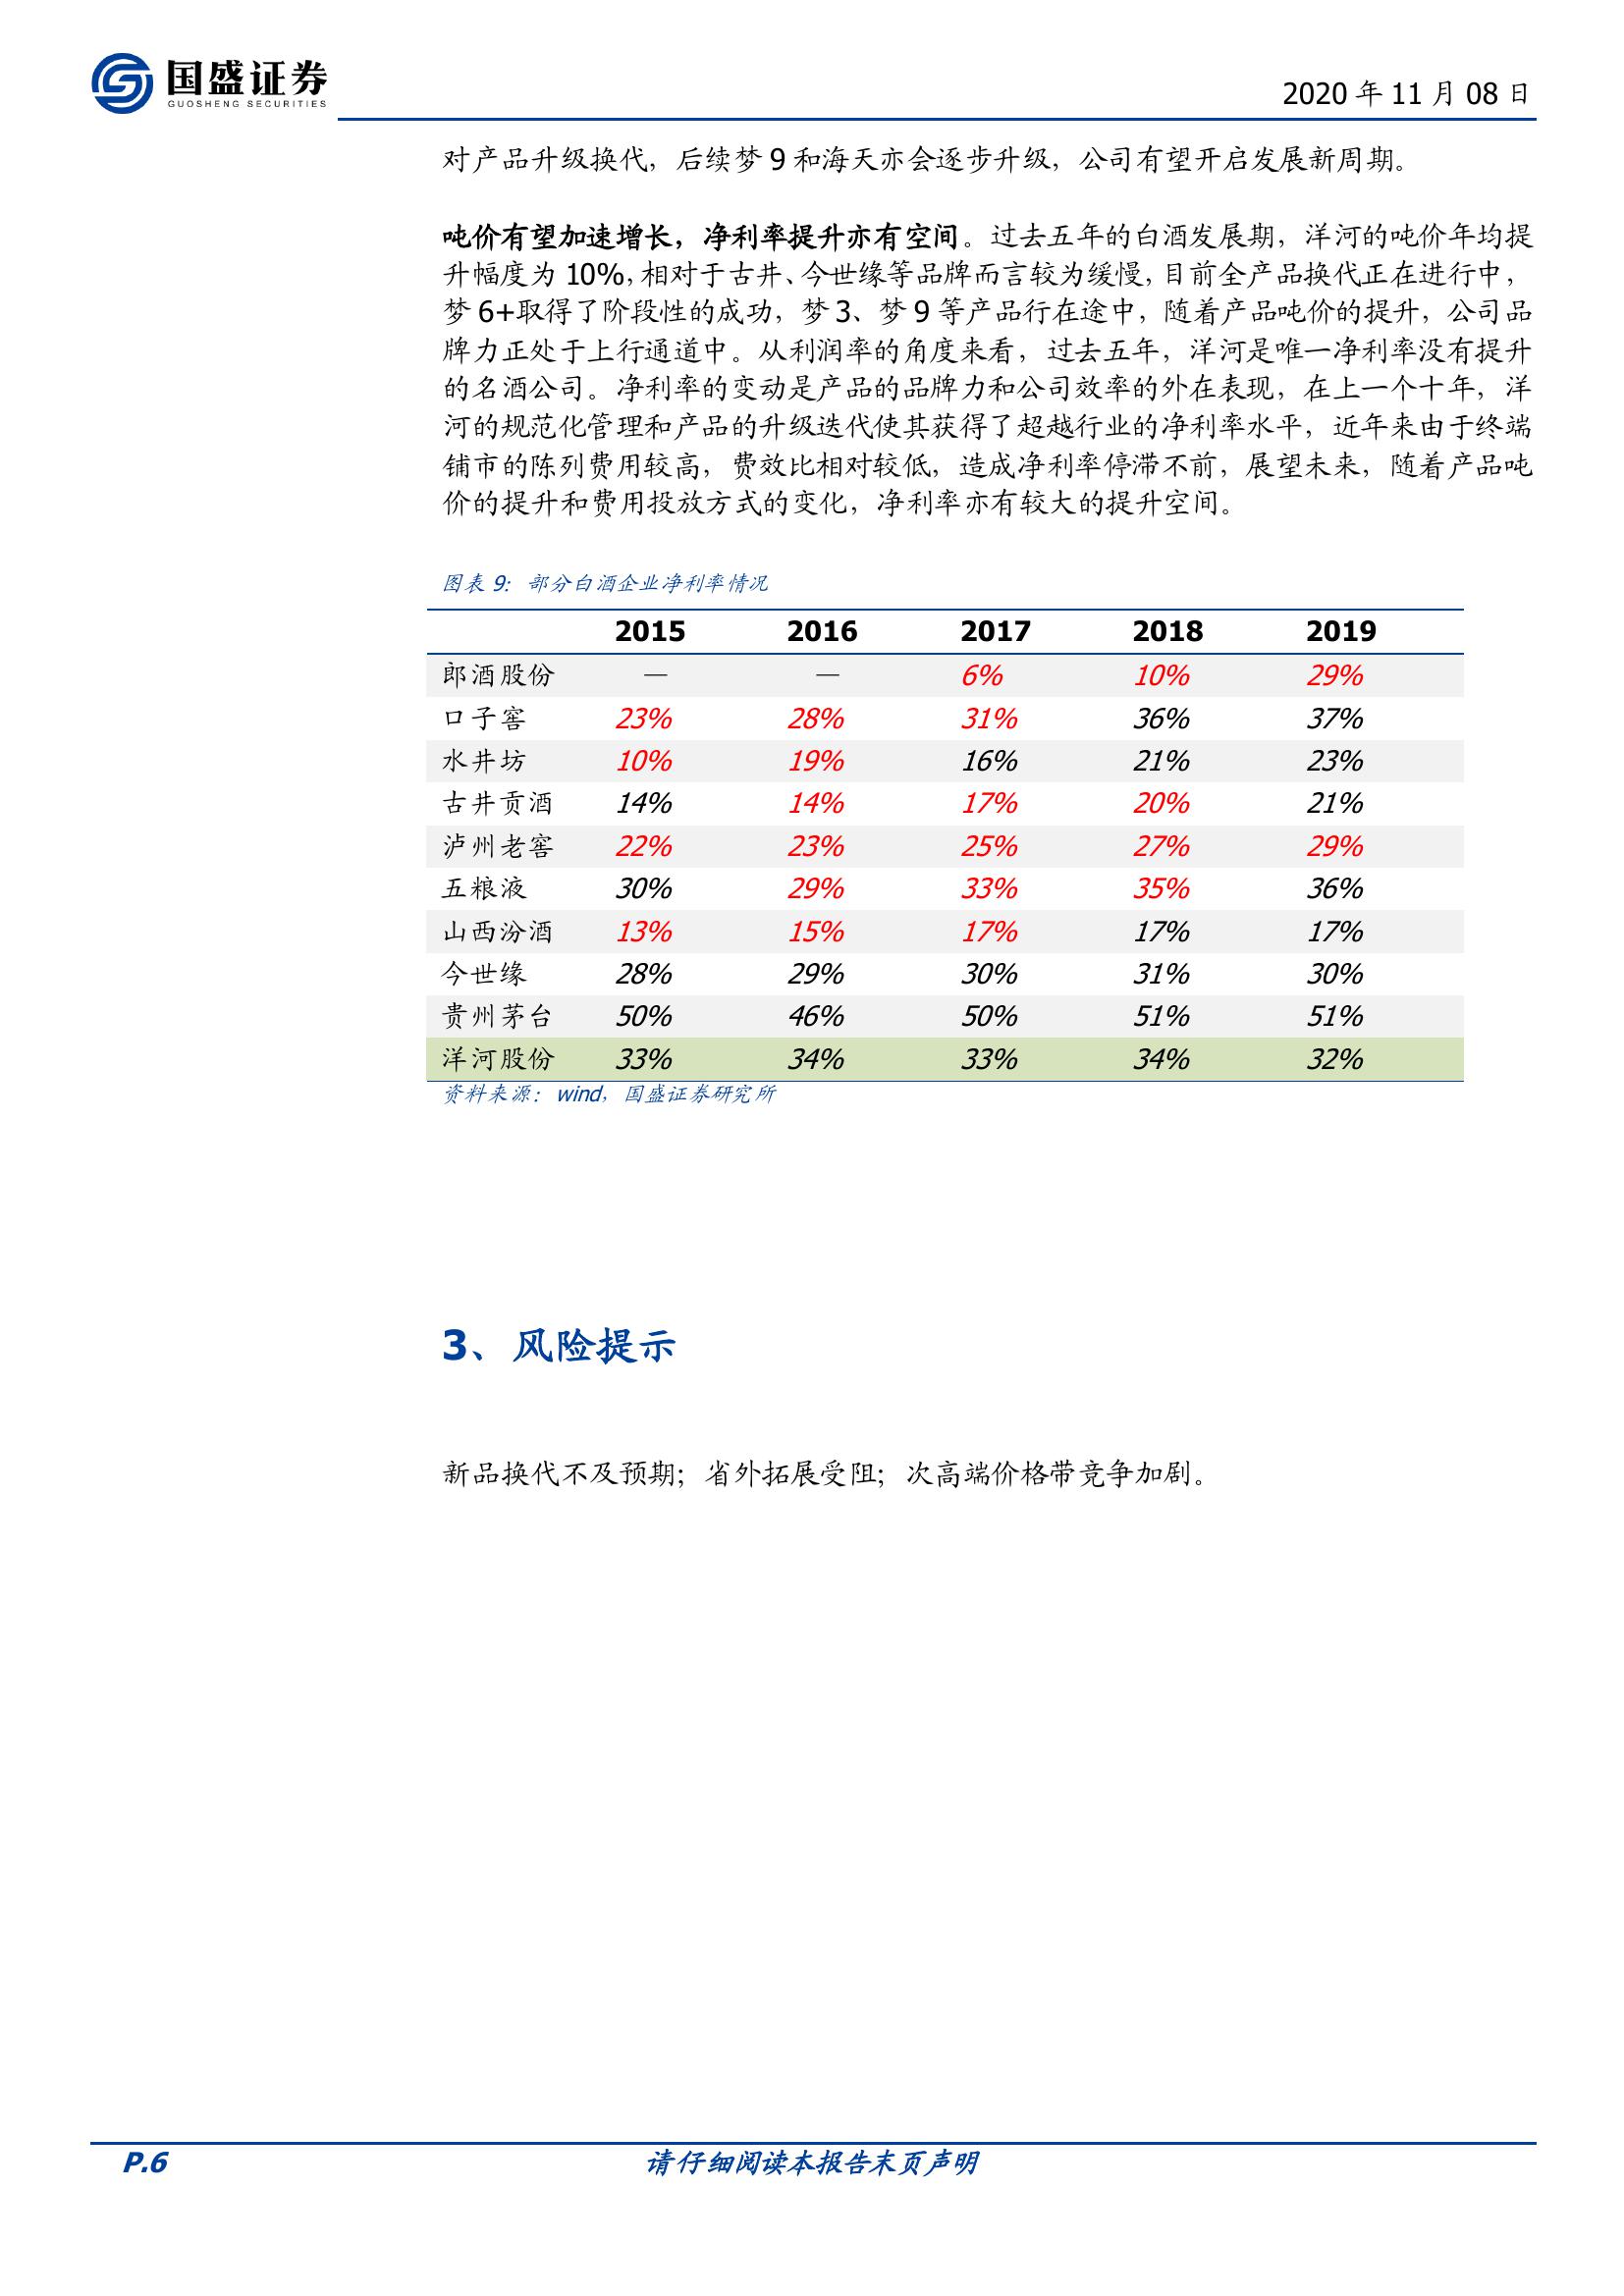 国盛证券
GUOSHENG SECURITIES
2020 年 11 月 08 日
对产品升级换代，后续梦 9 和海天亦会逐步升级，公司有望开启发展新周期。
吨价有望加速增长，净利率提升亦有空间。过去五年的白酒发展期，洋河的吨价年均提
升幅度为 10%，相对于古井、今世缘等品牌而言较为缓慢，目前全产品换代正在进行中，
梦 6+取得了阶段性的成功，梦 3、梦 9 等产品行在途中，随着产品吨价的提升，公司品
牌力正处于上行通道中。从利润率的角度来看，过去五年，洋河是唯一净利率没有提升
的名酒公司。净利率的变动是产品的品牌力和公司效率的外在表现，在上一个十年，洋
河的规范化管理和产品的升级迭代使其获得了超越行业的净利率水平，近年来由于终端
铺市的陈列费用较高，费效比相对较低，造成净利率停滞不前，展望未来，随着产品吨
价的提升和费用投放方式的变化，净利率亦有较大的提升空间。
图表 9： 部分白酒企业净利率情况
2015 2016 2017 2018 2019
郎酒股份 — — 6% 10% 29%
口子窖 23% 28% 31% 36% 37%
水井坊 10% 19% 16% 21% 23%
古井贡酒 14% 14% 17% 20% 21%
泸州老窖 22% 23% 25% 27% 29%
五粮液 30% 29% 33% 35% 36%
山西汾酒 13% 15% 17% 17% 17%
今世缘 28% 29% 30% 31% 30%
贵州茅台 50% 46% 50% 51% 51%
洋河股份 33% 34% 33% 34% 32%
资料来源：wind，国盛证券研究所
3、风险提示
新品换代不及预期；省外拓展受阻；次高端价格带竞争加剧。
P.6 请仔细阅读本报告末页声明